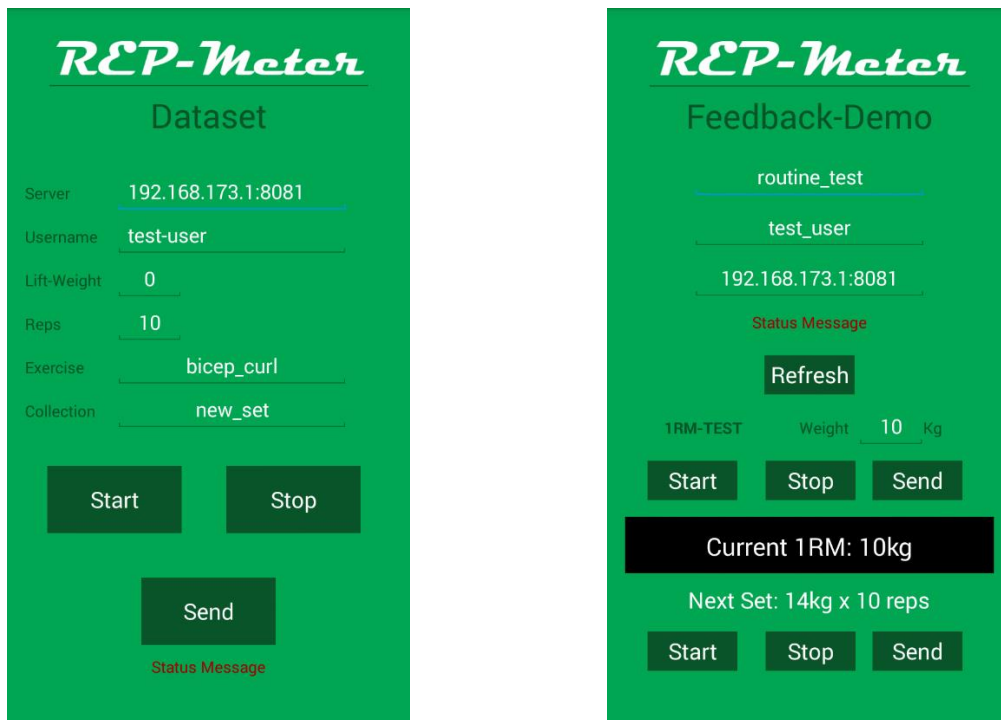 REP-Meter
Dataset
Server 192.168.173.1:8081
Username test-user
Lift-Weight 0
Reps 10
Exercise bicep_curl
Collection new_set
Start Stop
Send
Status Message
REP-Meter
Feedback-Demo
routine_test
test_user
192.168.173.1:8081
Status Message
Refresh
1RM-TEST Weight 10 Kg
Start Stop Send
Current 1RM: 10kg
Next Set: 14kg x 10 reps
Start Stop Send